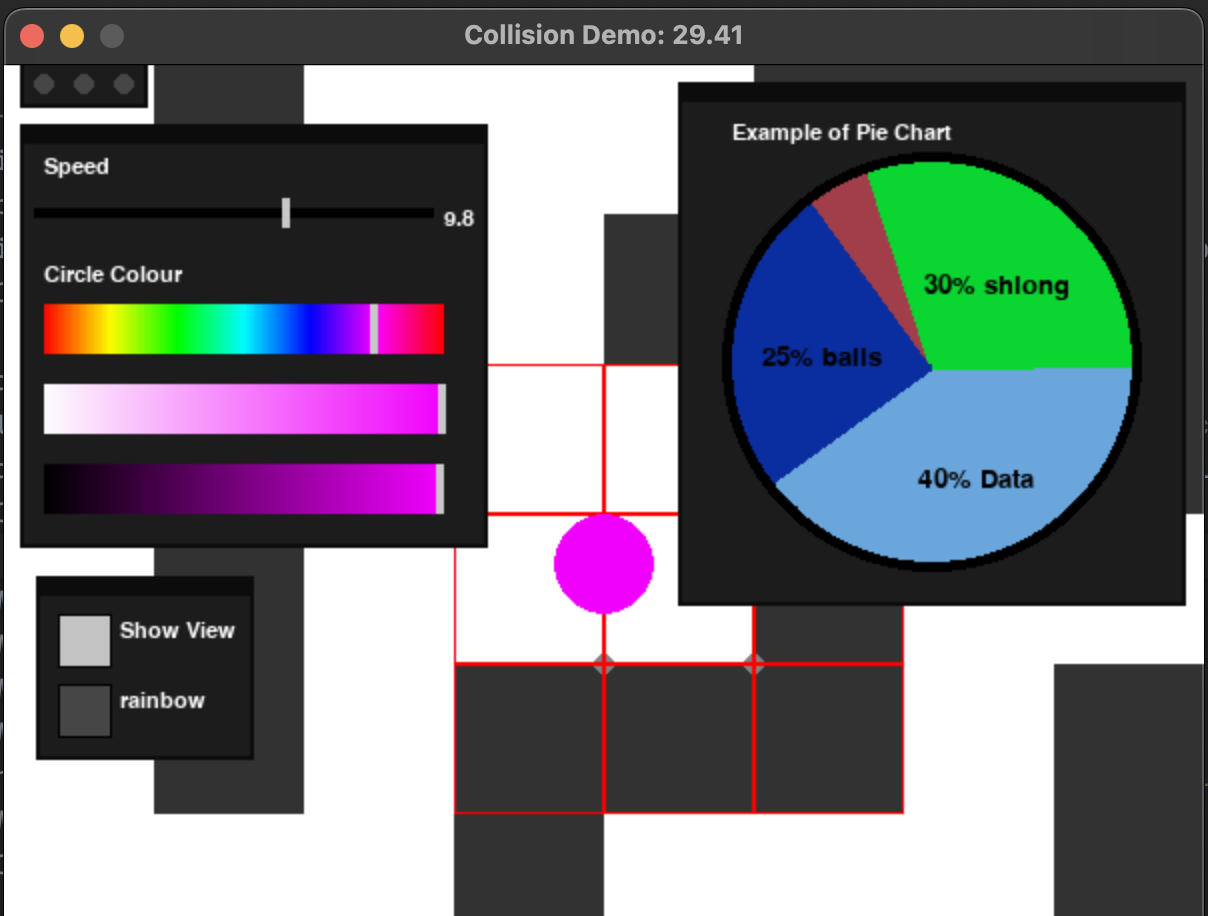 Collision Demo: 29.41
Speed
9.8
Circle Colour
Show View
rainbow
Example of Pie Chart
30% shlong
25% balls
40% Data